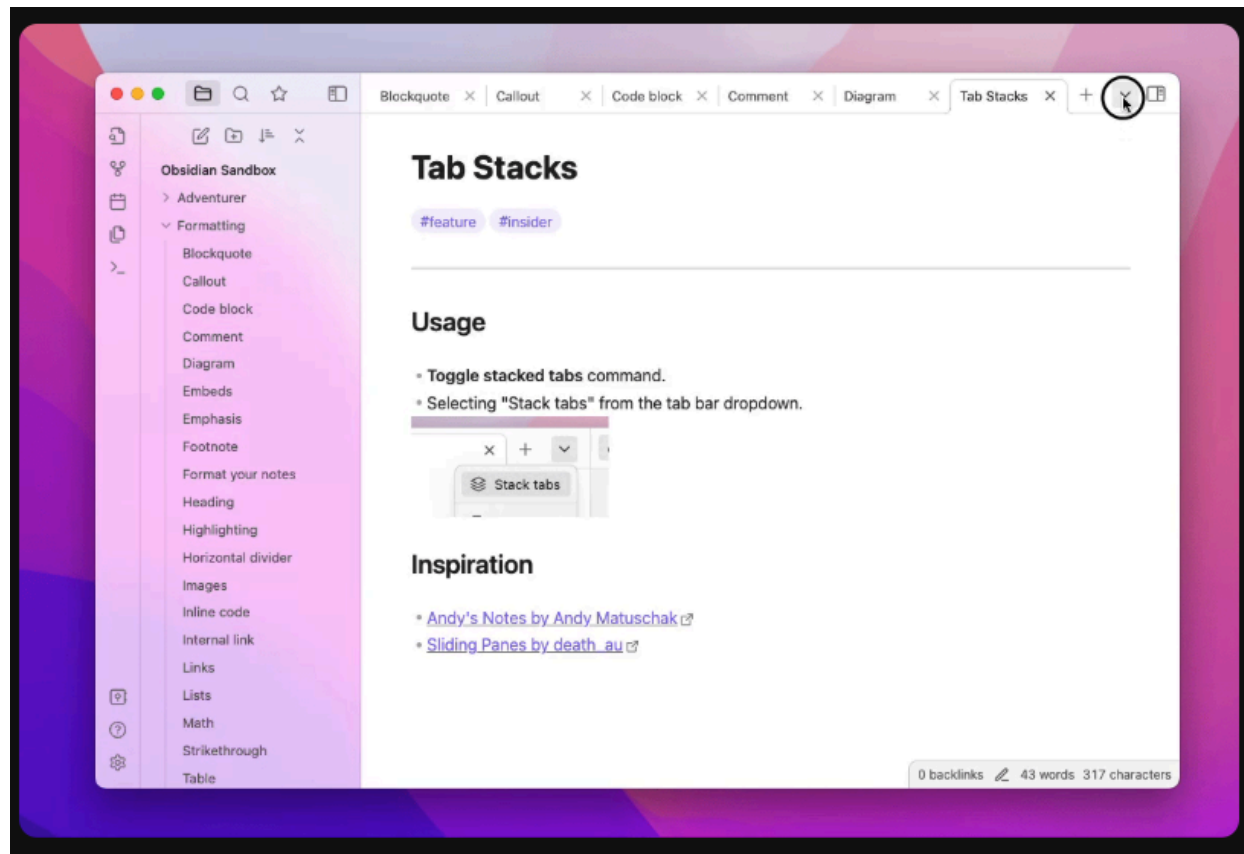 Blockquote
Callout
Code block
Comment
Diagram
Tab Stacks
Obsidian Sandbox
Adventurer
Formatting
Blockquote
Callout
Code block
Comment
Diagram
Embeds
Emphasis
Footnote
Format your notes
Heading
Highlighting
Horizontal divider
Images
Inline code
Internal link
Links
Lists
Math
Strikethrough
Table
Tab Stacks
#feature #insider
Usage
Toggle stacked tabs command.
Selecting "Stack tabs" from the tab bar dropdown.
Stack tabs
Inspiration
Andy's Notes by Andy Matuschak
Sliding Panes by death_au
0 backlinks 43 words 317 characters